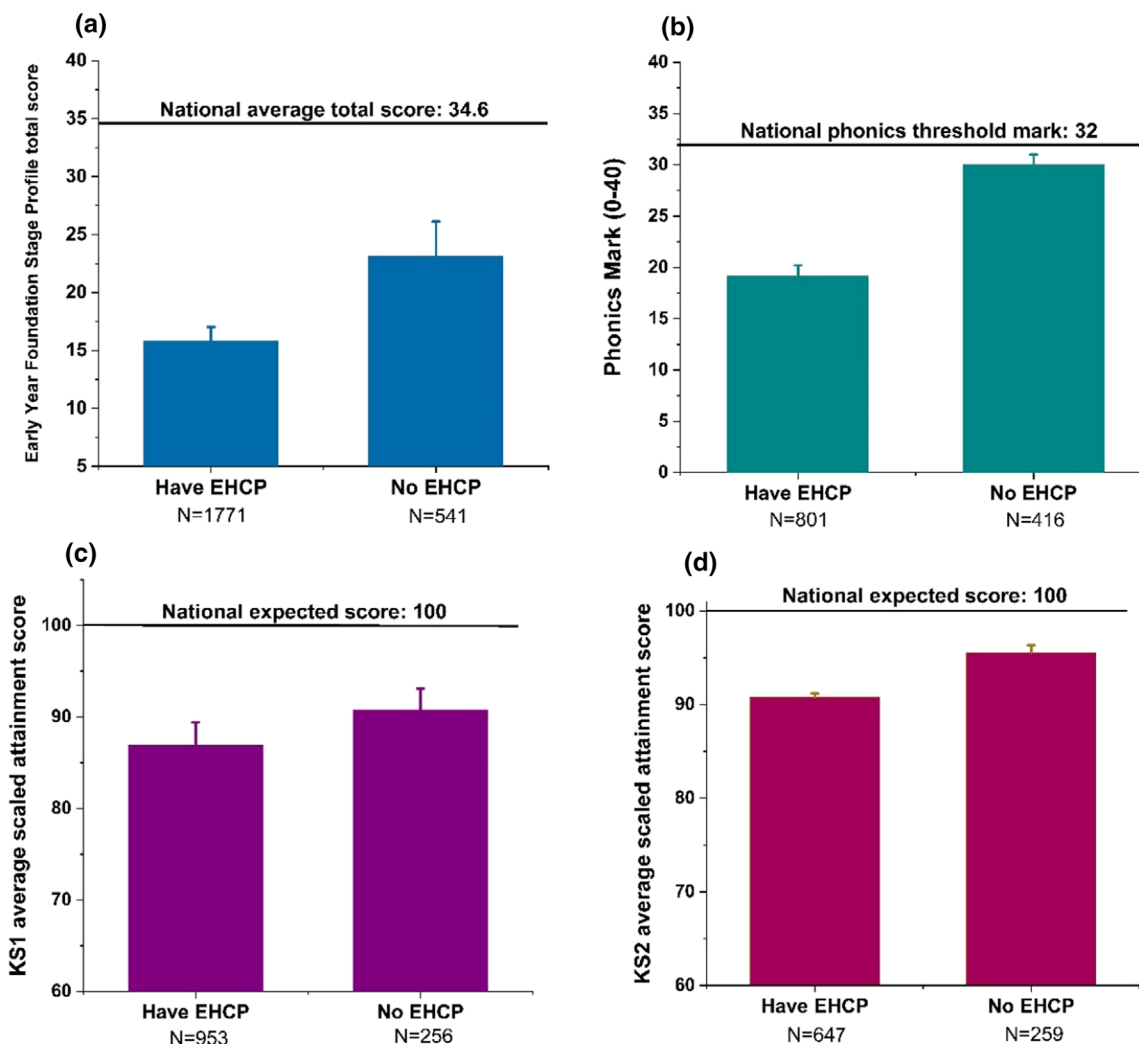 (a)
Early Year Foundation Stage Profile total score
40
35
30
25
20
15
10
5
National average total score: 34.6
Have EHCP
No EHCP
N=1771
N=541
(b)
Phonics Mark (0-40)
40
35
30
25
20
15
10
5
0
National phonics threshold mark: 32
Have EHCP
No EHCP
N=801
N=416
(c)
KS1 average scaled attainment score
100
90
80
70
60
National expected score: 100
Have EHCP
No EHCP
N=953
N=256
(d)
KS2 average scaled attainment score
100
90
80
70
60
National expected score: 100
Have EHCP
No EHCP
N=647
N=259